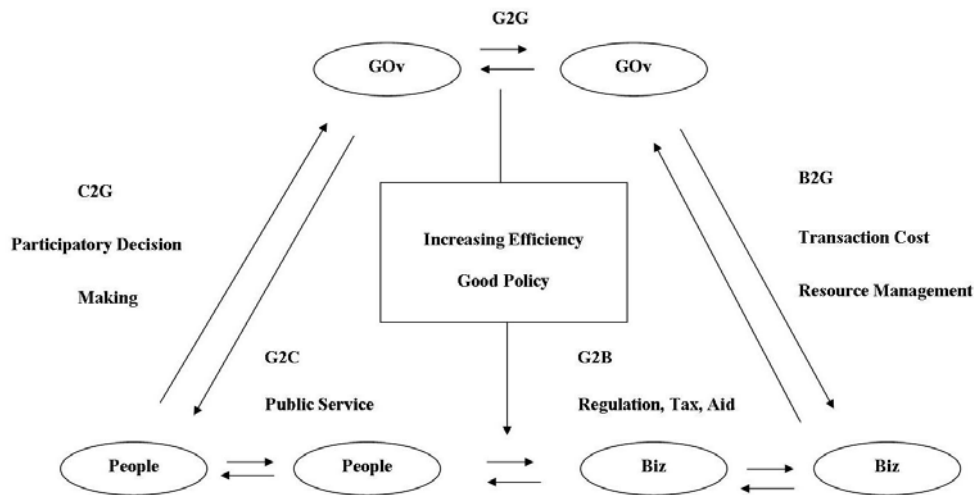 G2G
GOv
GOv
C2G
Participatory Decision
Making
Increasing Efficiency
Good Policy
B2G
Transaction Cost
Resource Management
G2C
Public Service
G2B
Regulation, Tax, Aid
People
People
Biz
Biz